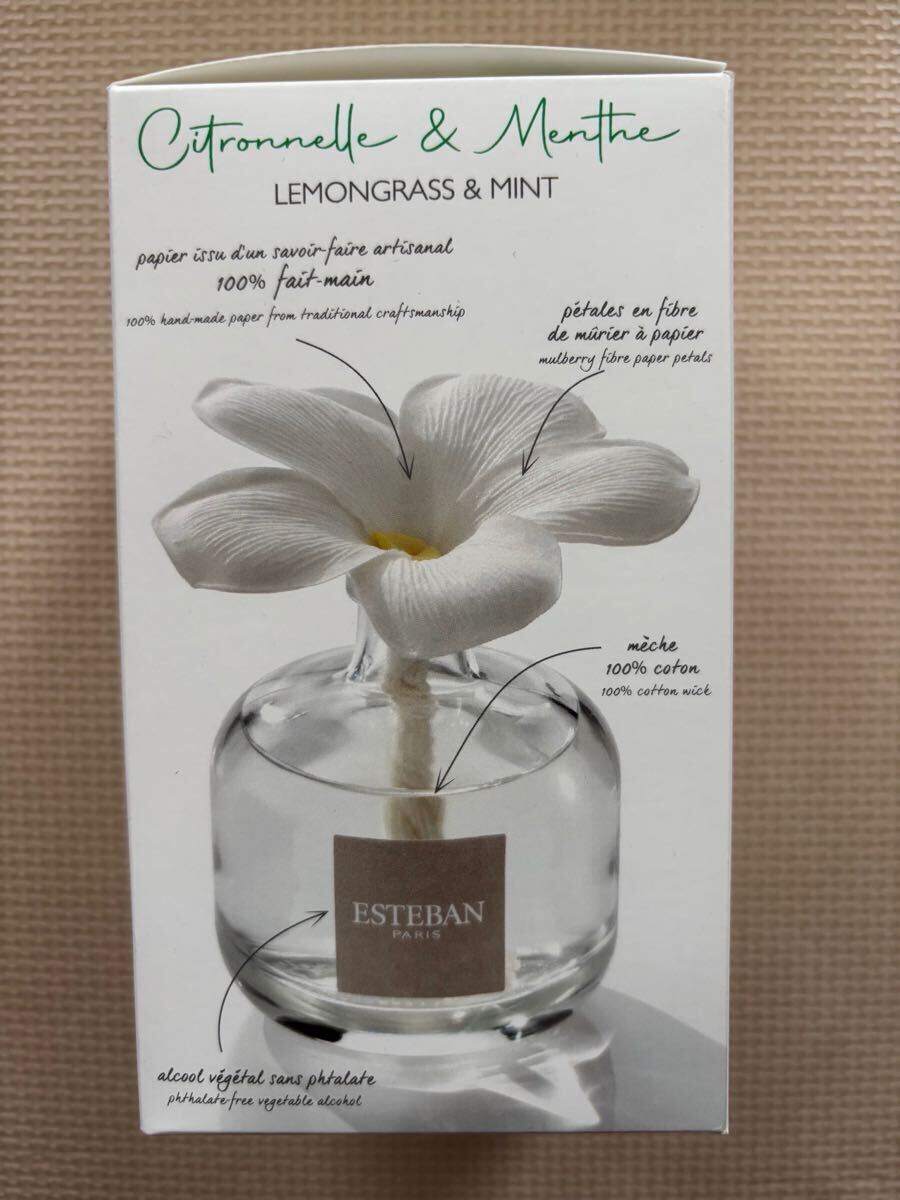 Citronnelle & Menthe
LEMONGRASS & MINT
papier issu d'un savoir-faire artisanal
100% fait-main
100% hand-made paper from traditional craftsmanship
pétales en fibre
de mûrier à papier
mulberry fibre paper petals
mèche
100% coton
100% cotton wick
ESTEBAN
PARIS
alcool végétal sans phtalate
phthalate-free vegetable alcohol